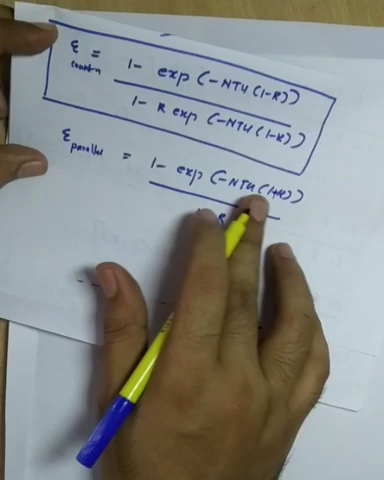 ε counter =
1- exp (-NTU (1-R))
1- R exp (-NTU (1-R))
ε parallel =
1- exp (-NTU (1+R))
R